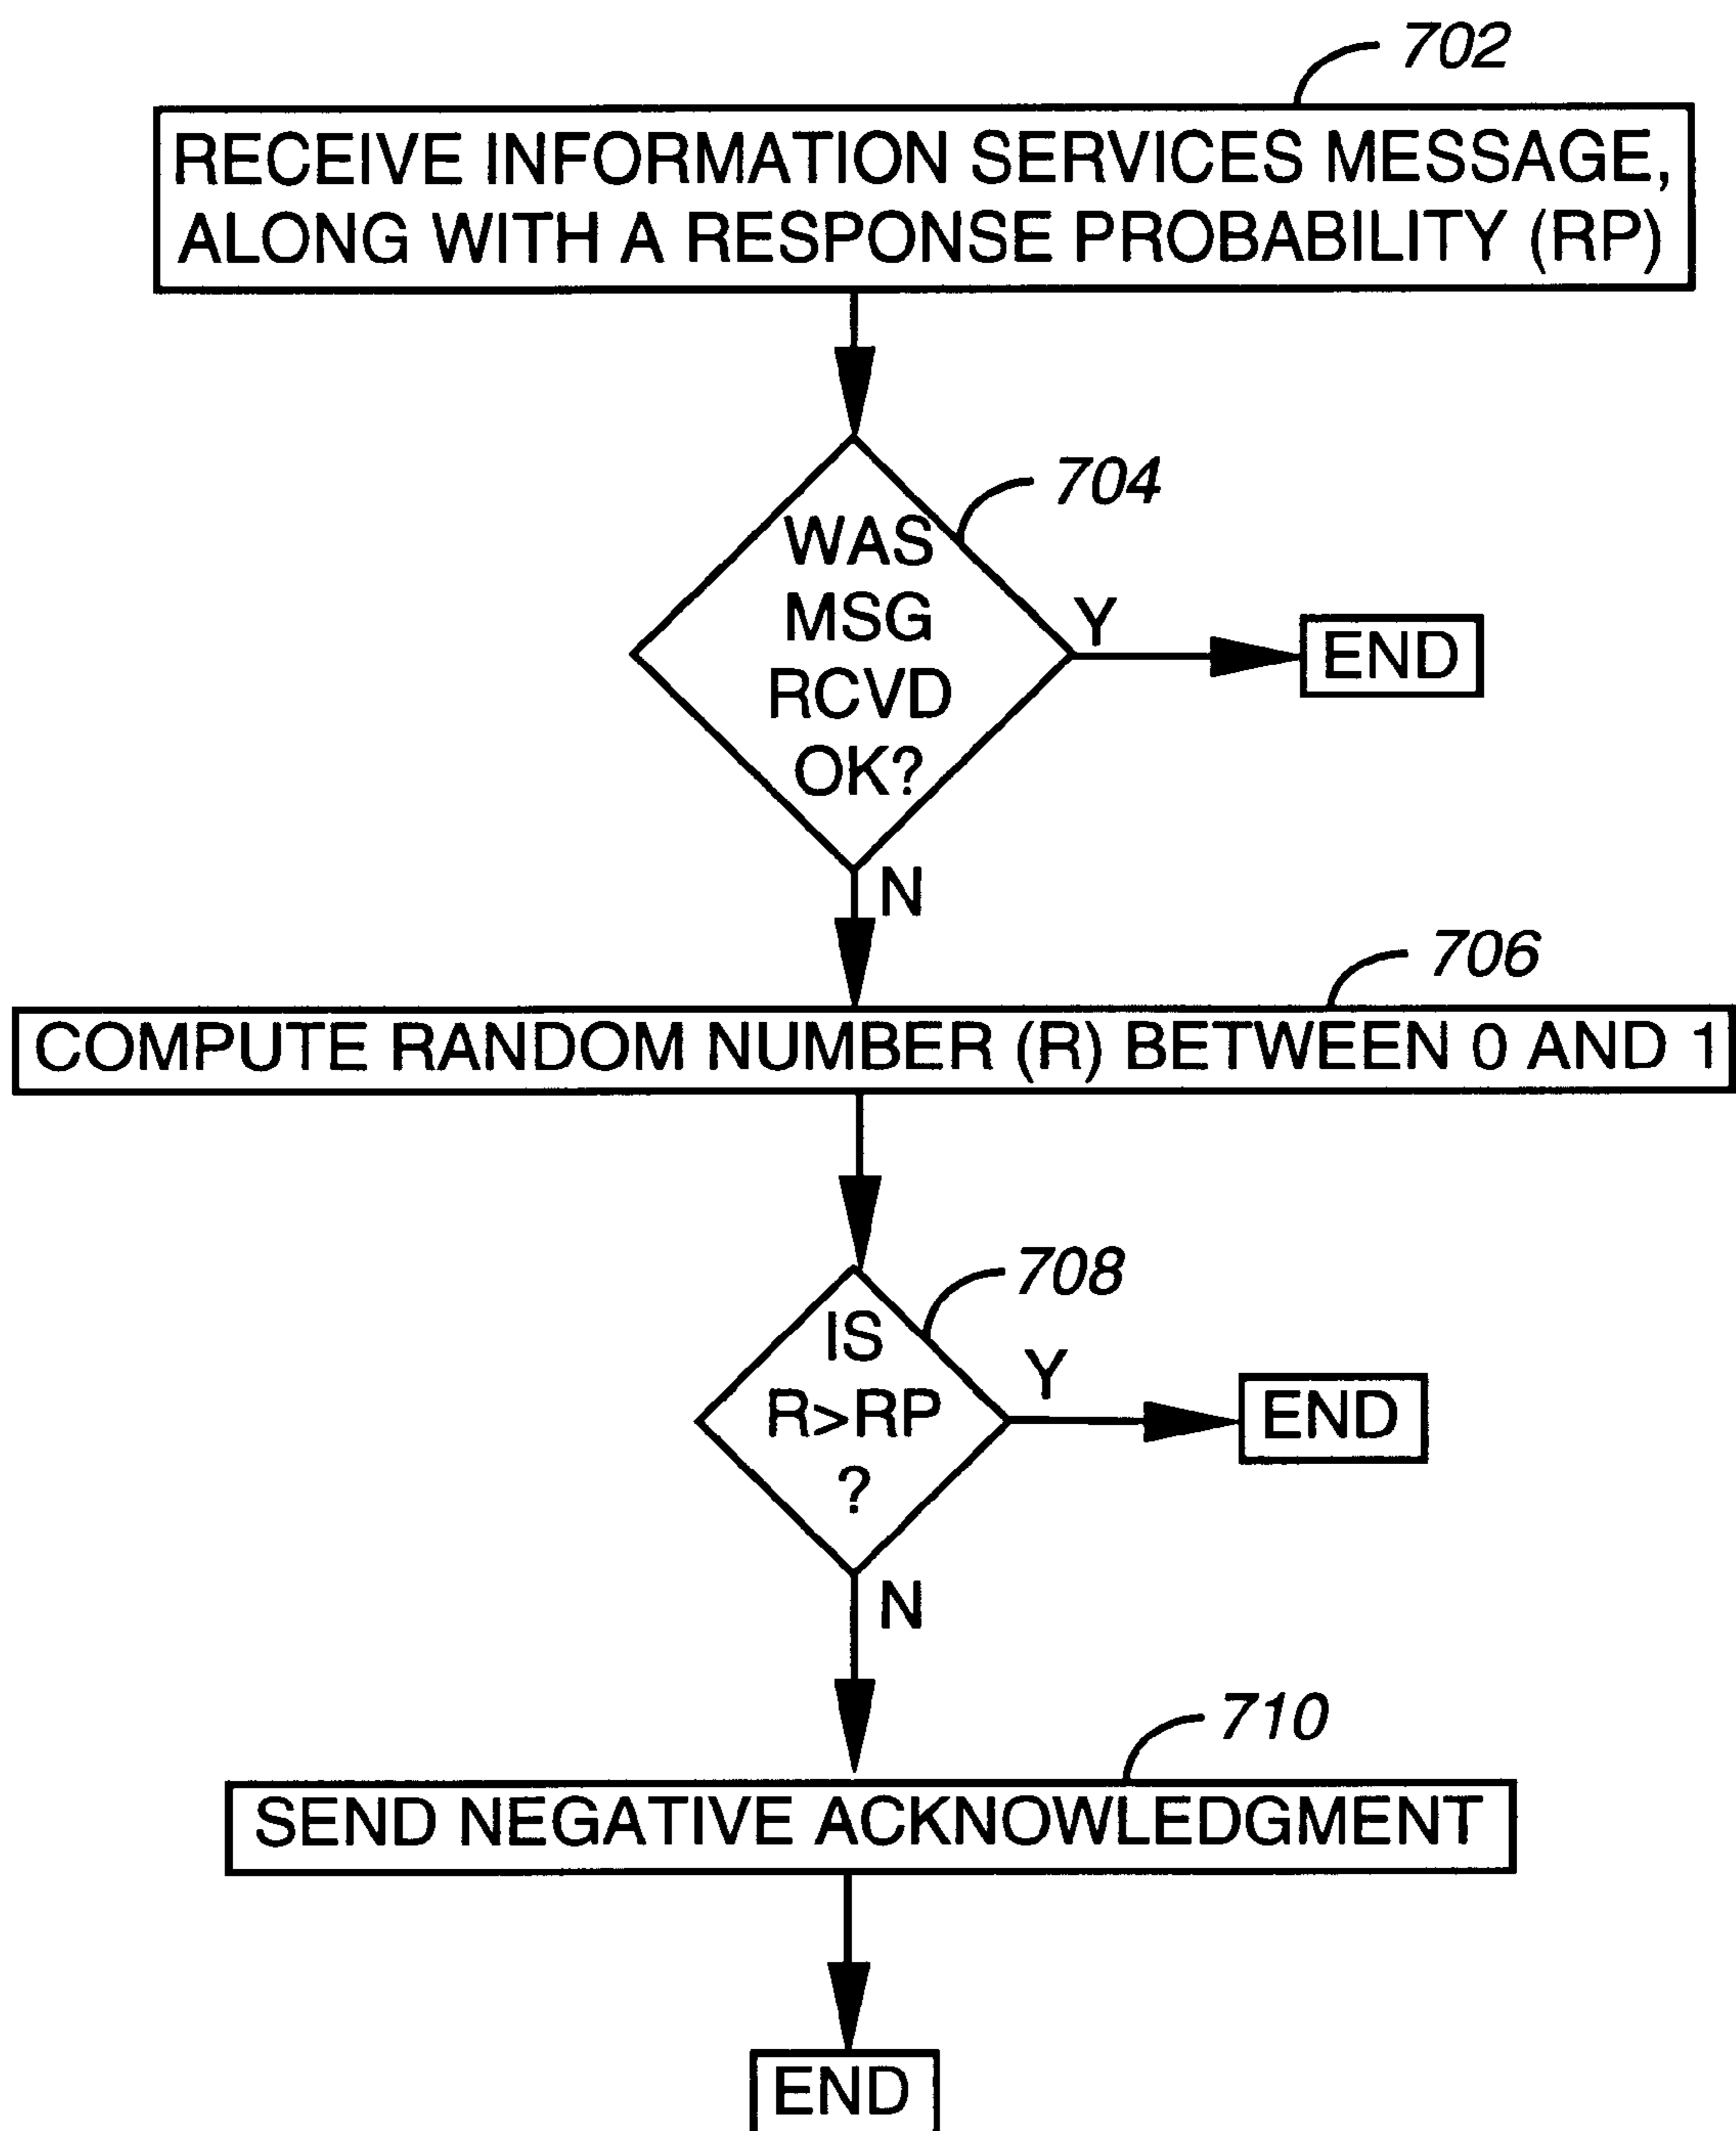 702
RECEIVE INFORMATION SERVICES MESSAGE,
ALONG WITH A RESPONSE PROBABILITY (RP)
704
WAS
MSG
RCVD
OK?
Y
END
N
706
COMPUTE RANDOM NUMBER (R) BETWEEN 0 AND 1
708
IS
R>RP
?
Y
END
N
710
SEND NEGATIVE ACKNOWLEDGMENT
END